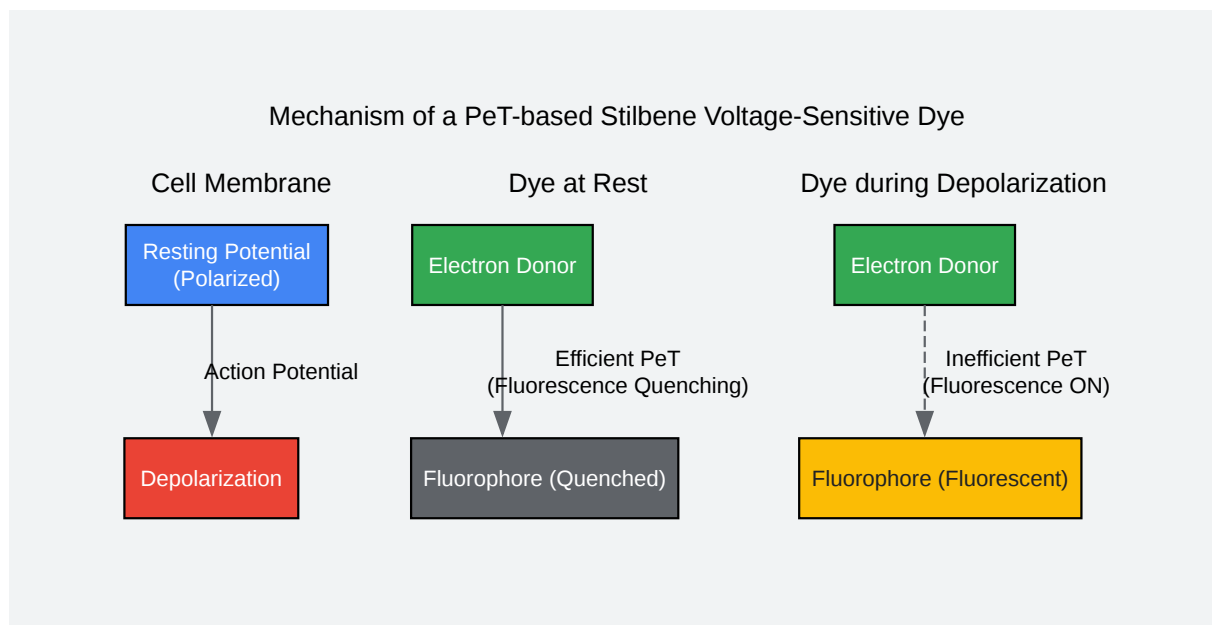 Mechanism of a PeT-based Stilbene Voltage-Sensitive Dye
Cell Membrane
Resting Potential
(Polarized)
Action Potential
Depolarization
Dye at Rest
Electron Donor
Efficient PeT
(Fluorescence Quenching)
Fluorophore (Quenched)
Dye during Depolarization
Electron Donor
Inefficient PeT
(Fluorescence ON)
Fluorophore (Fluorescent)